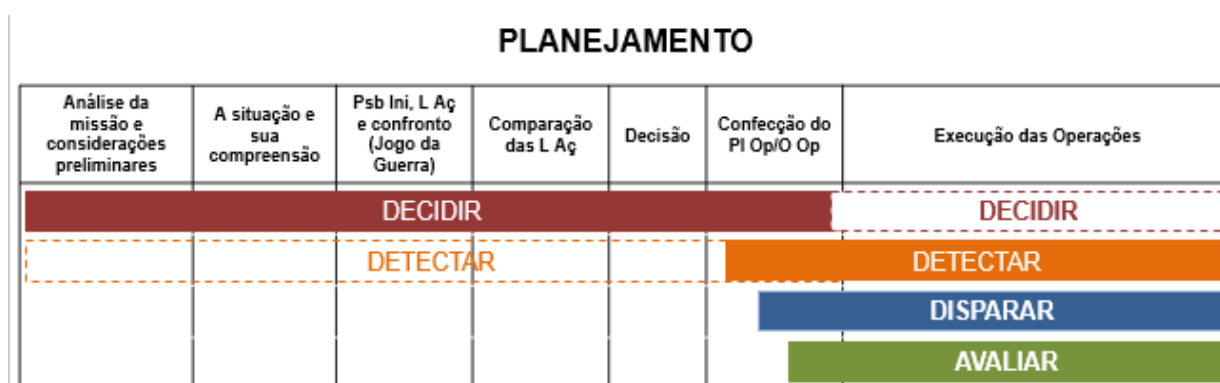 PLANEJAMENTO
Análise da
missão e
considerações
preliminares
A situação e
sua
compreensão
Psb Ini, L Aç
e confronto
(Jogo da
Guerra)
Comparação
das L Aç
Decisão
Confecção do
Pl Op/O Op
Execução das Operações
DECIDIR
DECIDIR
DETECTAR
DETECTAR
DISPARAR
AVALIAR